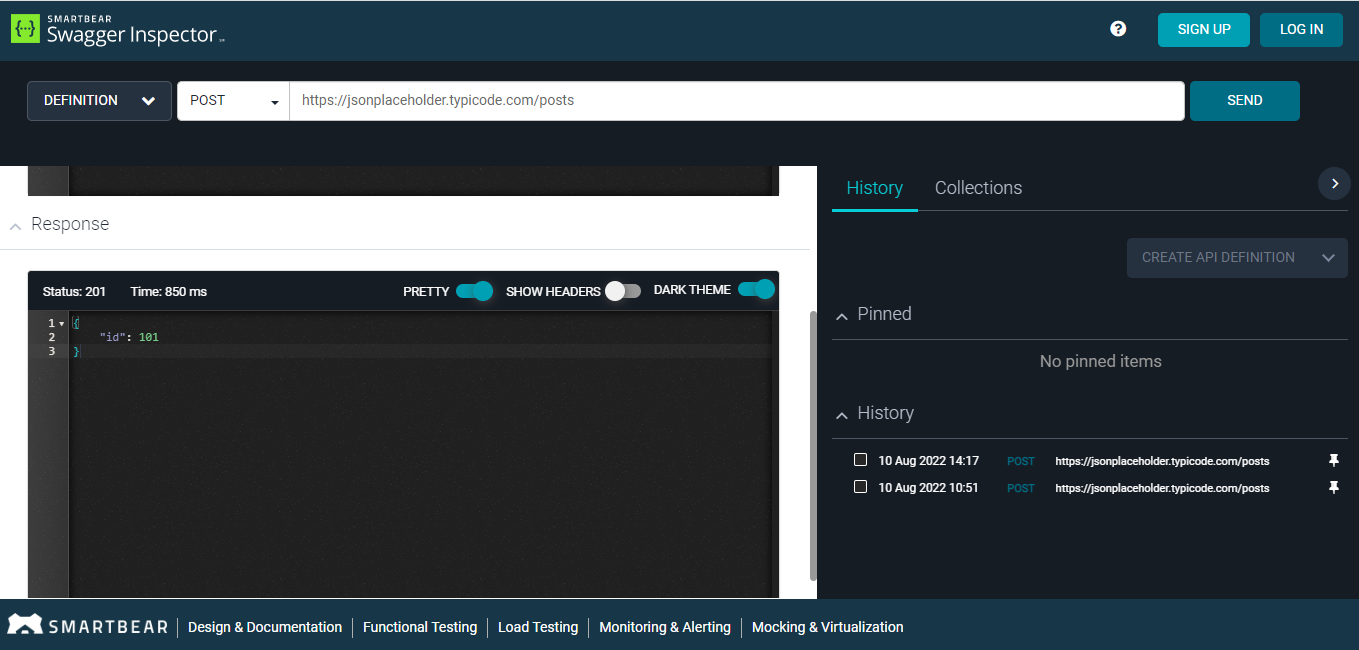 SMARTBEAR
Swagger Inspector
SIGN UP
LOG IN
DEFINITION
POST
https://jsonplaceholder.typicode.com/posts
SEND
Response
Status: 201 Time: 850 ms PRETTY SHOW HEADERS DARK THEME
1 {
2 "id": 101
3 }
History Collections
CREATE API DEFINITION
Pinned
No pinned items
History
10 Aug 2022 14:17 POST https://jsonplaceholder.typicode.com/posts
10 Aug 2022 10:51 POST https://jsonplaceholder.typicode.com/posts
SMARTBEAR Design & Documentation Functional Testing Load Testing Monitoring & Alerting Mocking & Virtualization